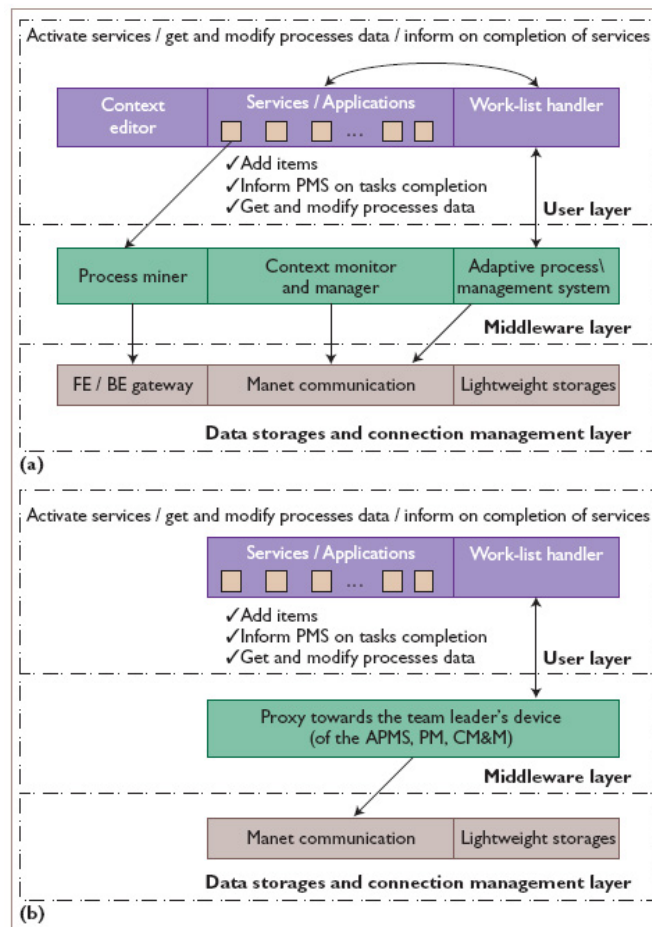 Activate services / get and modify processes data / inform on completion of services
Context
editor
Services / Applications
...
Work-list handler
✓Add items
✓Inform PMS on tasks completion
✓Get and modify processes data
User layer
Process miner
Context monitor
and manager
Adaptive process\
management system
Middleware layer
FE / BE gateway
Manet communication
Lightweight storages
Data storages and connection management layer
(a)
Activate services / get and modify processes data / inform on completion of services
Services / Applications
...
Work-list handler
✓Add items
✓Inform PMS on tasks completion
✓Get and modify processes data
User layer
Proxy towards the team leader's device
(of the APMS, PM, CM&M)
Middleware layer
Manet communication
Lightweight storages
Data storages and connection management layer
(b)